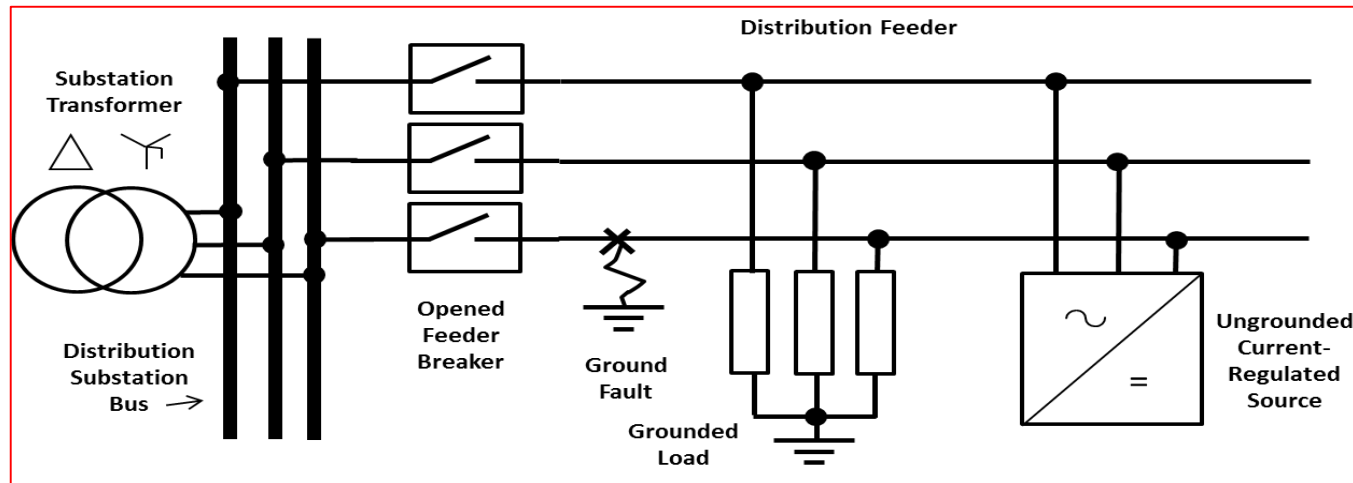 Distribution Feeder
Substation
Transformer
Opened
Feeder
Breaker
Distribution
Substation
Bus
Ground
Fault
Grounded
Load
Ungrounded
Current-
Regulated
Source